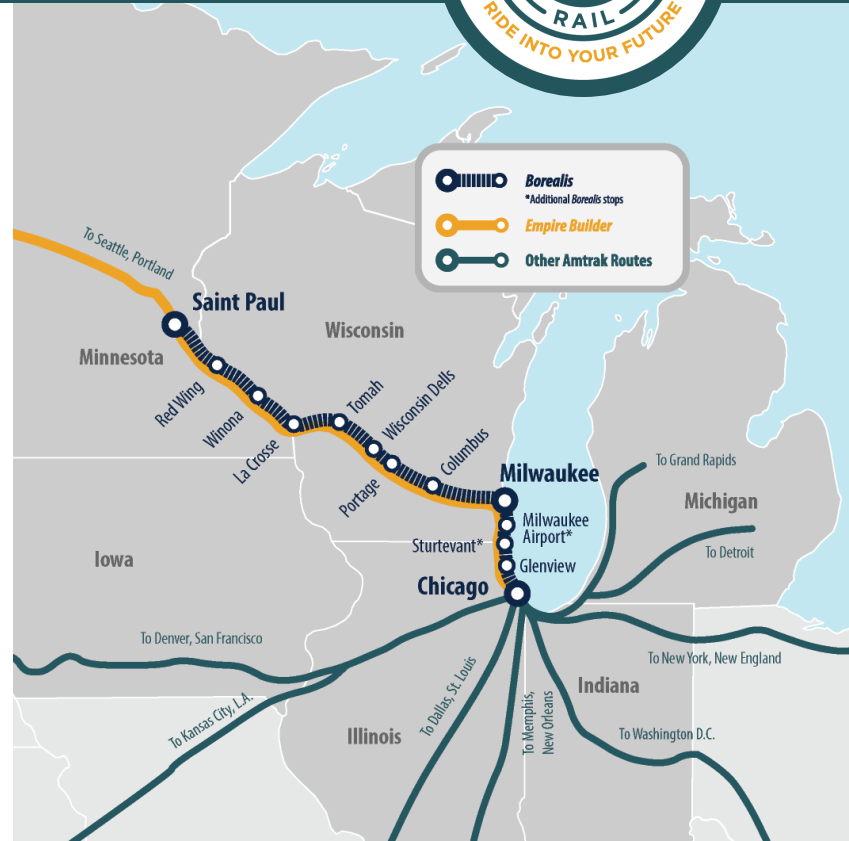 RAIL
RIDE INTO YOUR FUTURE
Borealis
*Additional Borealis stops
Empire Builder
Other Amtrak Routes
To Seattle, Portland
Saint Paul
Wisconsin
Minnesota
Red Wing
Winona
La Crosse
Tomah
Wisconsin Dells
Portage
Columbus
Milwaukee
Milwaukee
Airport*
Sturtevant*
Glenview
Chicago
To Grand Rapids
Michigan
To Detroit
Iowa
To Denver, San Francisco
To New York, New England
To Kansas City, L.A.
To Dallas, St. Louis
To Memphis,
New Orleans
Indiana
Illinois
To Washington D.C.